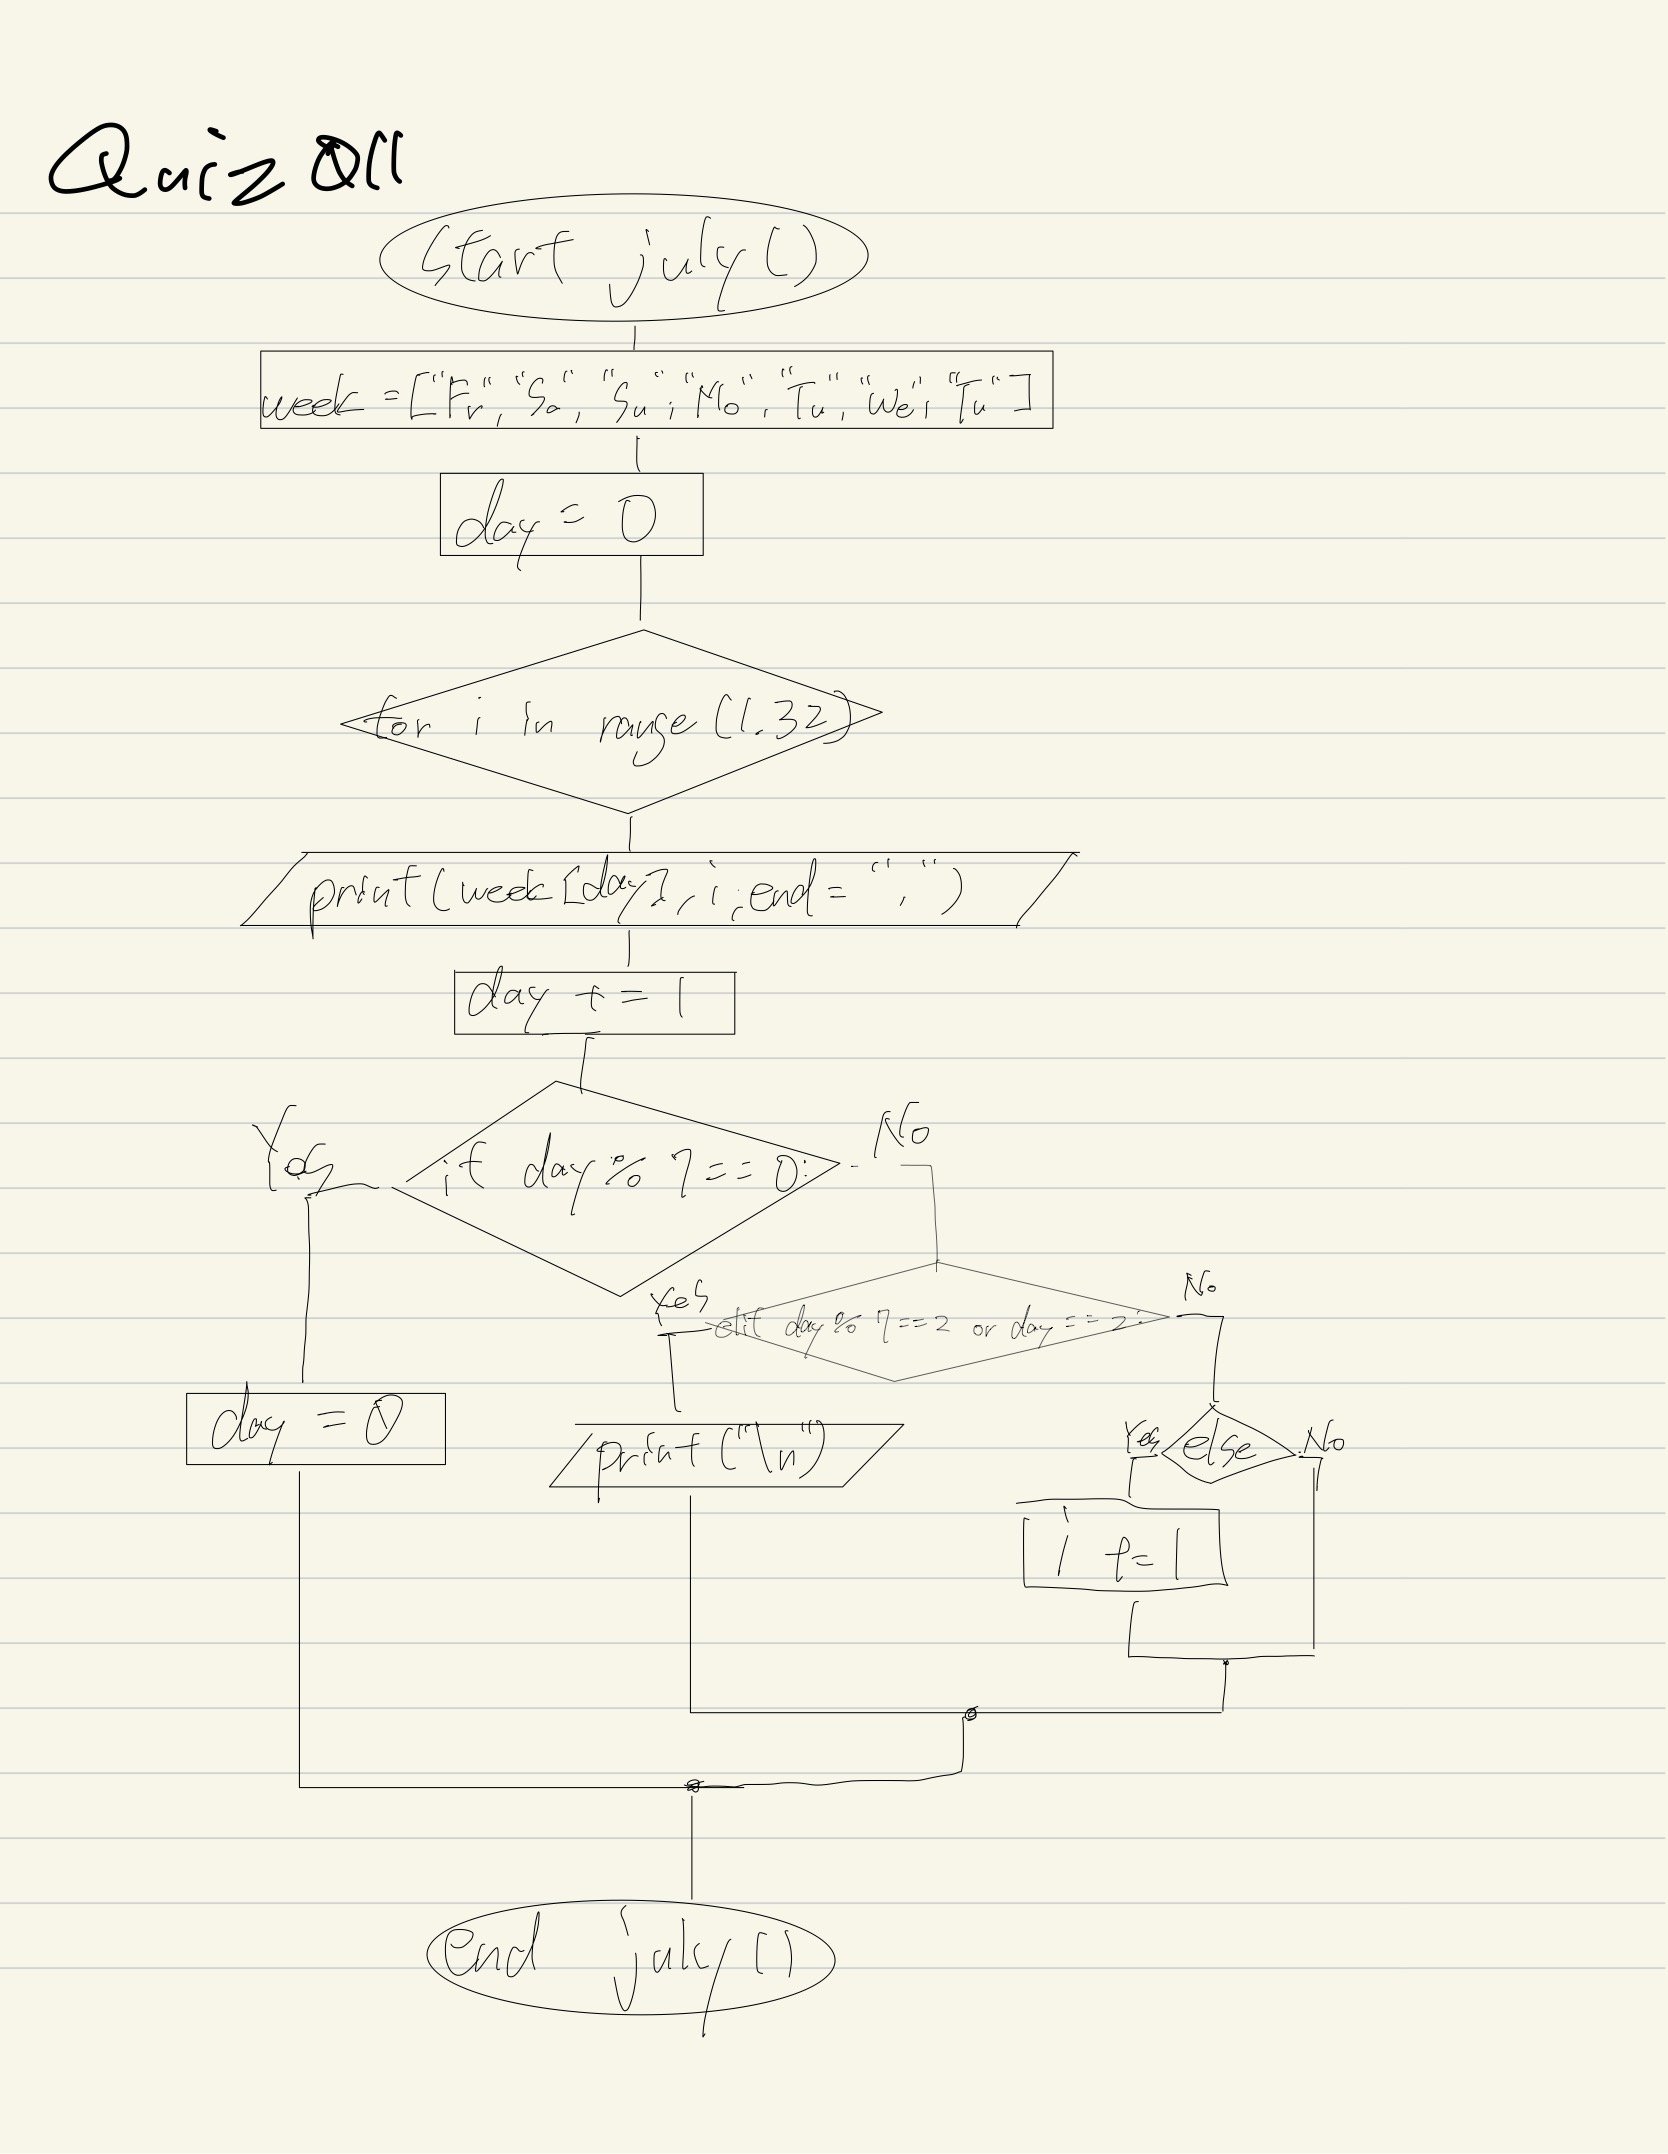 Quiz 011
start july()
week = ["Fr", "Sa", "Su", "Mo", "Tu", "We", "Tu"]
day = 0
for i in range (1.32)
print(week[day], i, end = ", ")
day += 1
Yes
if day % 7 == 0:
No
Yes
elif day % 7 == 2 or day == 2:
No
day = 0
print("\n")
Yes
else
No
i += 1
end july()